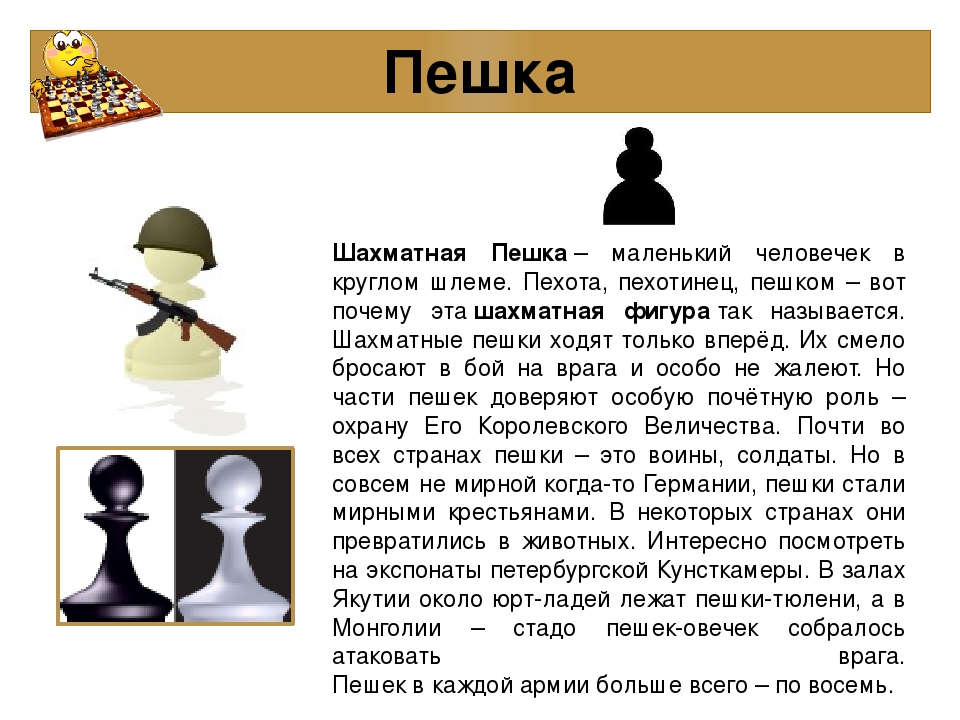 Пешка
Шахматная Пешка – маленький человечек в
круглом шлеме. Пехота, пехотинец, пешком – вот
почему эта шахматная фигура так называется.
Шахматные пешки ходят только вперёд. Их смело
бросают в бой на врага и особо не жалеют. Но
части пешек доверяют особую почётную роль –
охрану Его Королевского Величества. Почти во
всех странах пешки – это воины, солдаты. Но в
совсем не мирной когда-то Германии, пешки стали
мирными крестьянами. В некоторых странах они
превратились в животных. Интересно посмотреть
на экспонаты петербургской Кунсткамеры. В залах
Якутии около юрт-ладей лежат пешки-тюлени, а в
Монголии – стадо пешек-овечек собралось
атаковать врага.
Пешек в каждой армии больше всего – по восемь.